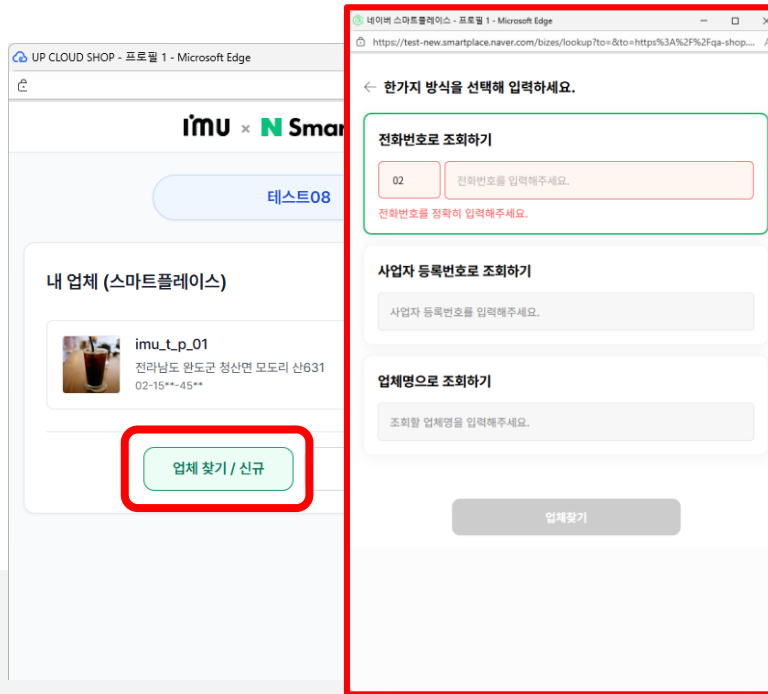 UP CLOUD SHOP - 프로필 1 - Microsoft Edge
imu × N Smar
테스트08
내 업체 (스마트플레이스)
imu_t_p_01
전라남도 완도군 청산면 모도리 산631
02-15**-45**
업체 찾기 / 신규
네이버 스마트플레이스 - 프로필 1 - Microsoft Edge
https://test-new.smartplace.naver.com/bizes/lookup?to=&to=https%3A%2F%2Fqa-shop....
← 한가지 방식을 선택해 입력하세요.
전화번호로 조회하기
02 전화번호를 입력해주세요.
전화번호를 정확히 입력해주세요.
사업자 등록번호로 조회하기
사업자 등록번호를 입력해주세요.
업체명으로 조회하기
조회할 업체명을 입력해주세요.
업체찾기